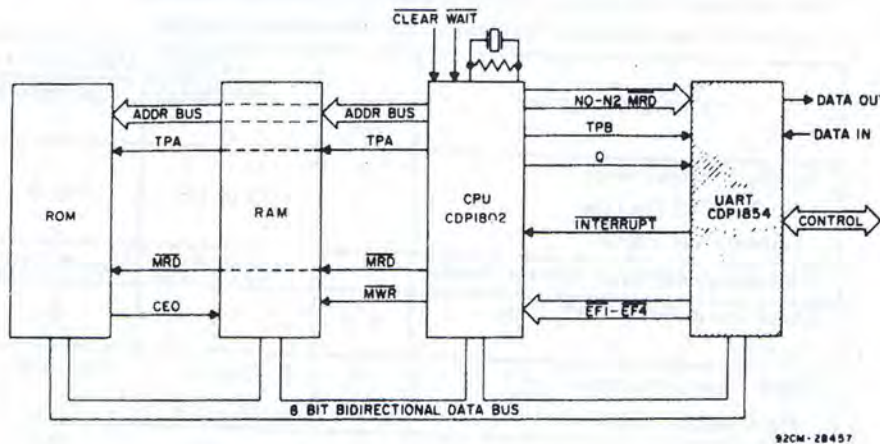 CLEAR WAIT
ADDR BUS
ADDR BUS
NO-N2 MRD
DATA OUT
TPA
TPA
TPB
DATA IN
Q
ROM
RAM
CPU
CDP1802
UART
CDP1854
CONTROL
INTERRUPT
MRD
MRD
MWR
CEO
EF1-EF4
8 BIT BIDIRECTIONAL DATA BUS
92CM-28457